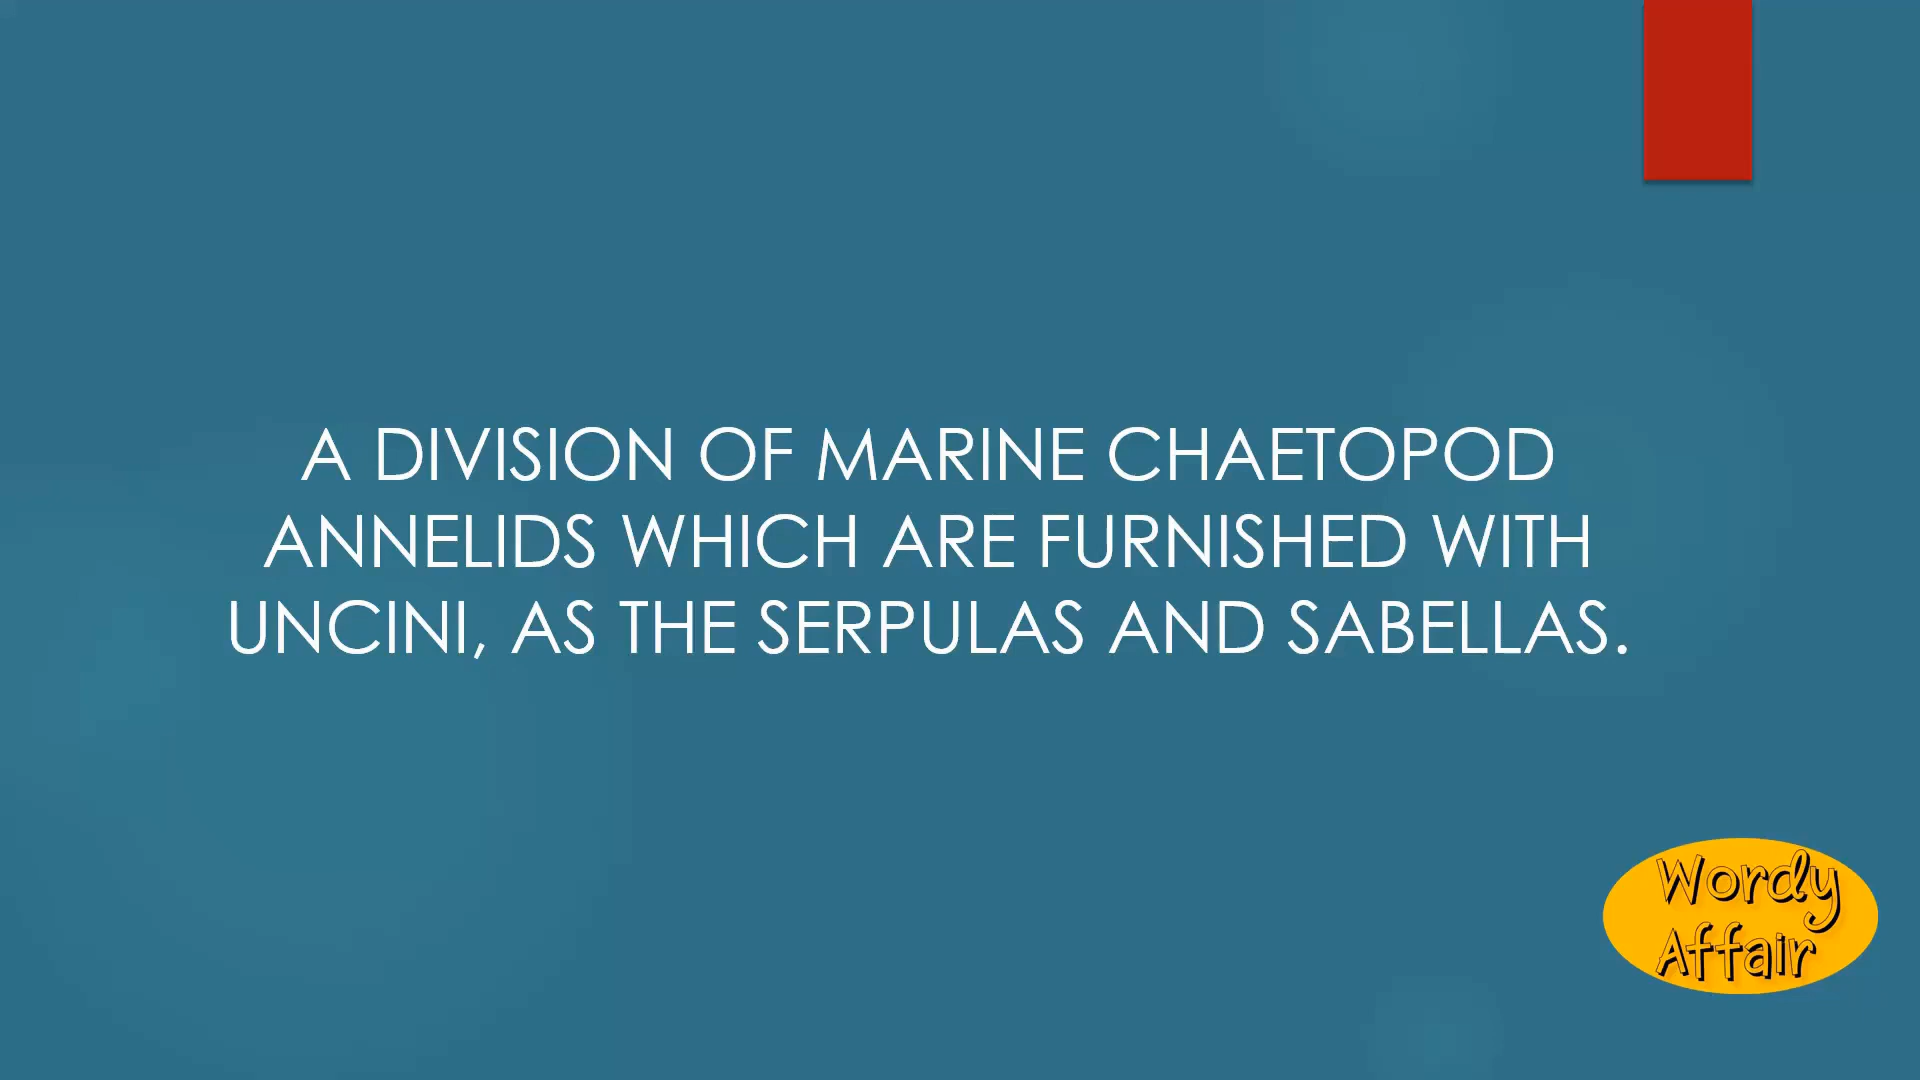 A DIVISION OF MARINE CHAETOPOD
ANNELIDS WHICH ARE FURNISHED WITH
UNCINI, AS THE SERPULAS AND SABELLAS.
Wordy
Affair